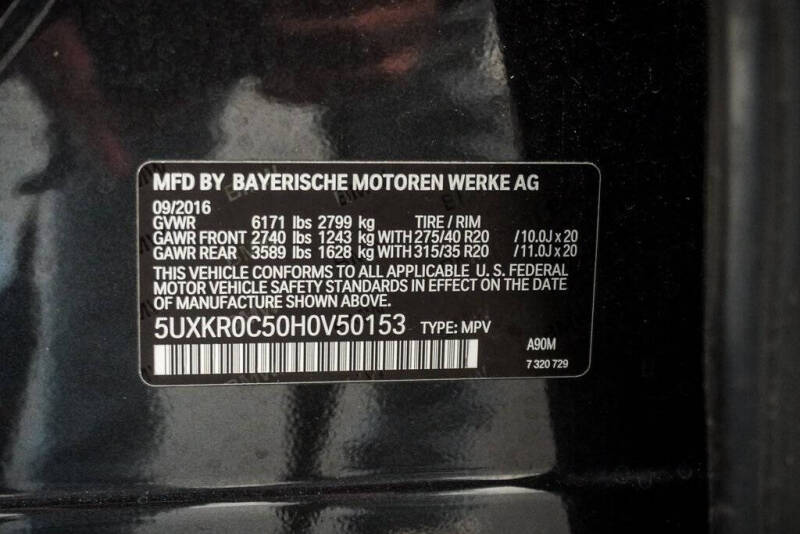 MFD BY BAYERISCHE MOTOREN WERKE AG
09/2016
GVWR 6171 lbs 2799 kg TIRE / RIM
GAWR FRONT 2740 lbs 1243 kg WITH 275/40 R20 /10.0J x 20
GAWR REAR 3589 lbs 1628 kg WITH 315/35 R20 /11.0J x 20
THIS VEHICLE CONFORMS TO ALL APPLICABLE U. S. FEDERAL
MOTOR VEHICLE SAFETY STANDARDS IN EFFECT ON THE DATE
OF MANUFACTURE SHOWN ABOVE.
5UXKR0C50H0V50153 TYPE: MPV
A90M
7 320 729